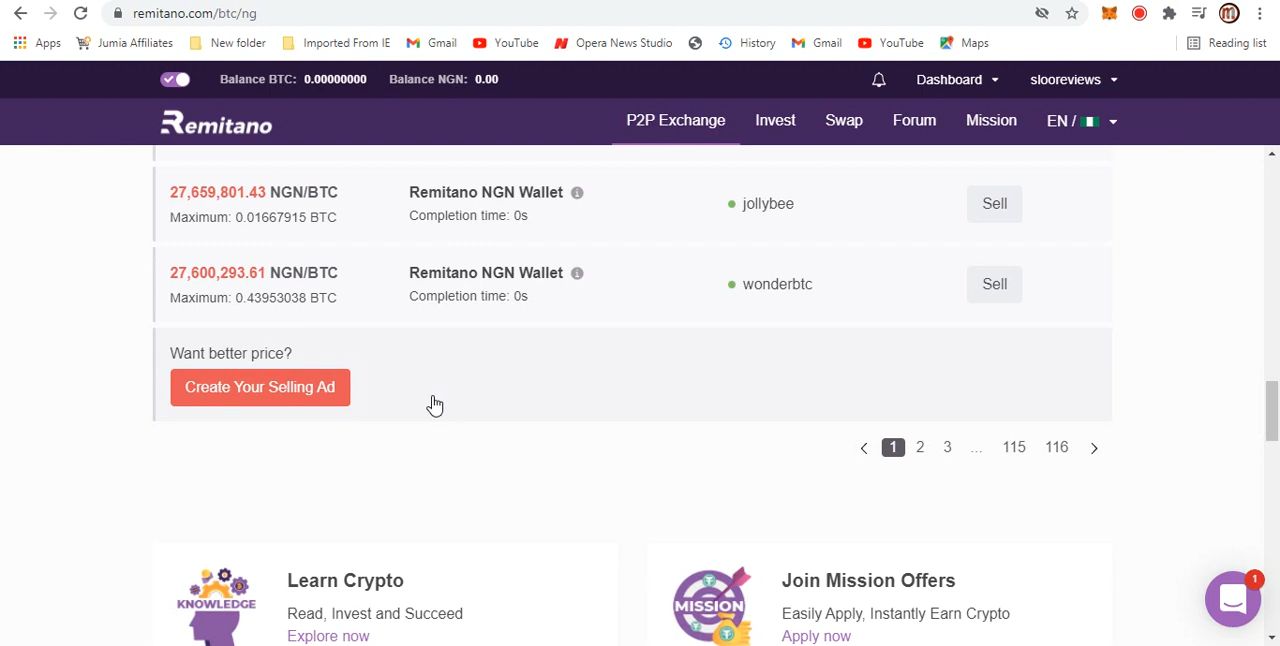 remitano.com/btc/ng
Apps Jumia Affiliates New folder Imported From IE Gmail YouTube Opera News Studio History Gmail YouTube Maps Reading list
Balance BTC: 0.00000000 Balance NGN: 0.00 Dashboard slooreviews
Remitano P2P Exchange Invest Swap Forum Mission EN /
27,659,801.43 NGN/BTC Remitano NGN Wallet jollybee Sell
Maximum: 0.01667915 BTC Completion time: 0s
27,600,293.61 NGN/BTC Remitano NGN Wallet wonderbtc Sell
Maximum: 0.43953038 BTC Completion time: 0s
Want better price?
Create Your Selling Ad
1 2 3 ... 115 116
KNOWLEDGE
Learn Crypto
Read, Invest and Succeed
Explore now
MISSION
Join Mission Offers
Easily Apply, Instantly Earn Crypto
Apply now
1